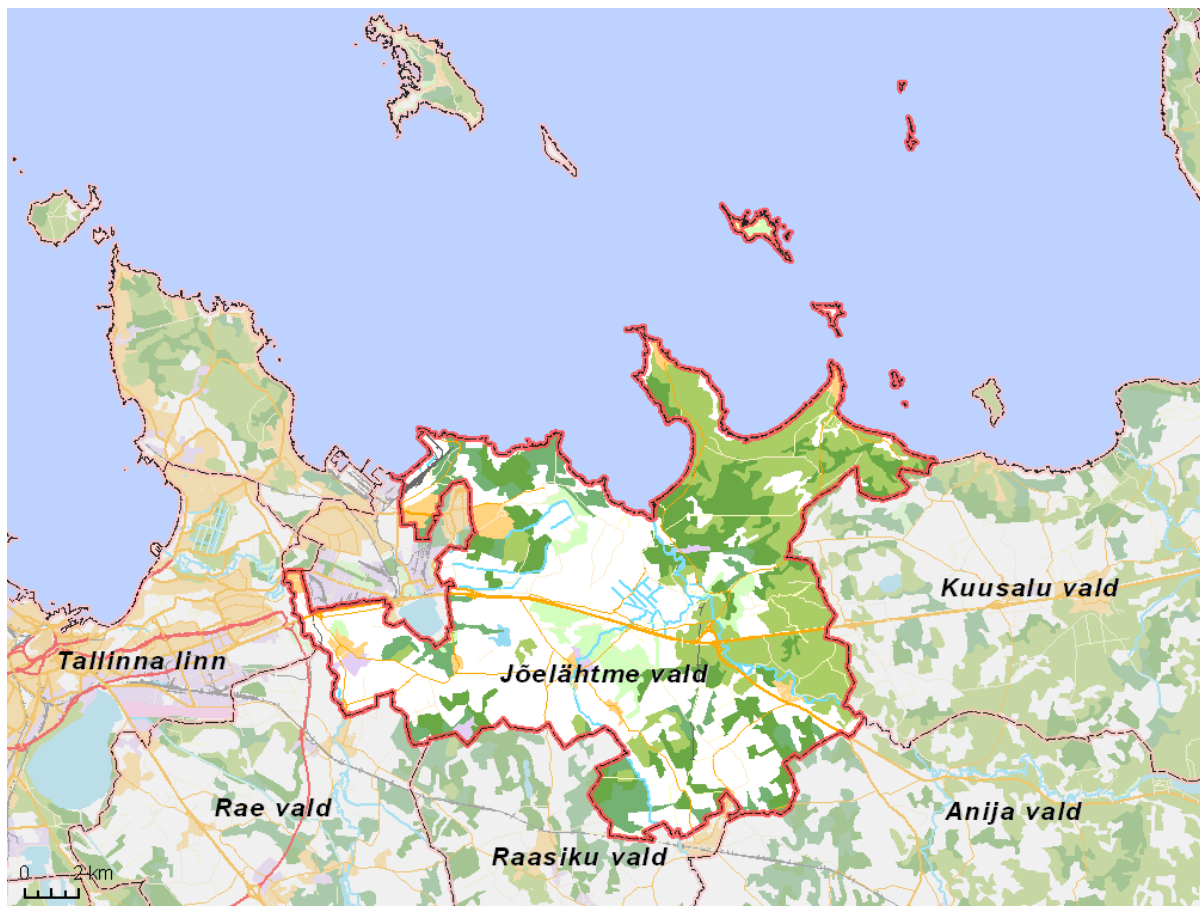 Kuusalu vald
Tallinna linn
Jõelähtme vald
Rae vald
Anija vald
Raasiku vald
0 2 km